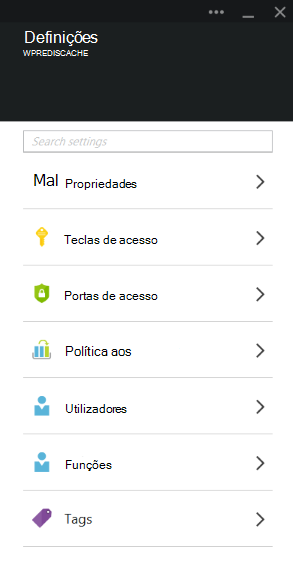 Definições
WPREDISCACHE
Search settings
Mal Propriedades
Teclas de acesso
Portas de acesso
Política aos
Utilizadores
Funções
Tags